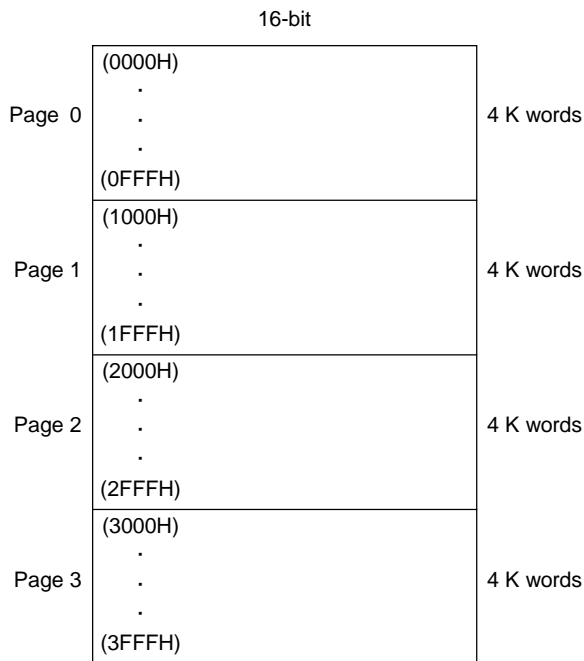 16-bit
(0000H)
.
Page 0 . 4 K words
.
(0FFFH)
(1000H)
.
Page 1 . 4 K words
.
(1FFFH)
(2000H)
.
Page 2 . 4 K words
.
(2FFFH)
(3000H)
.
Page 3 . 4 K words
.
(3FFFH)